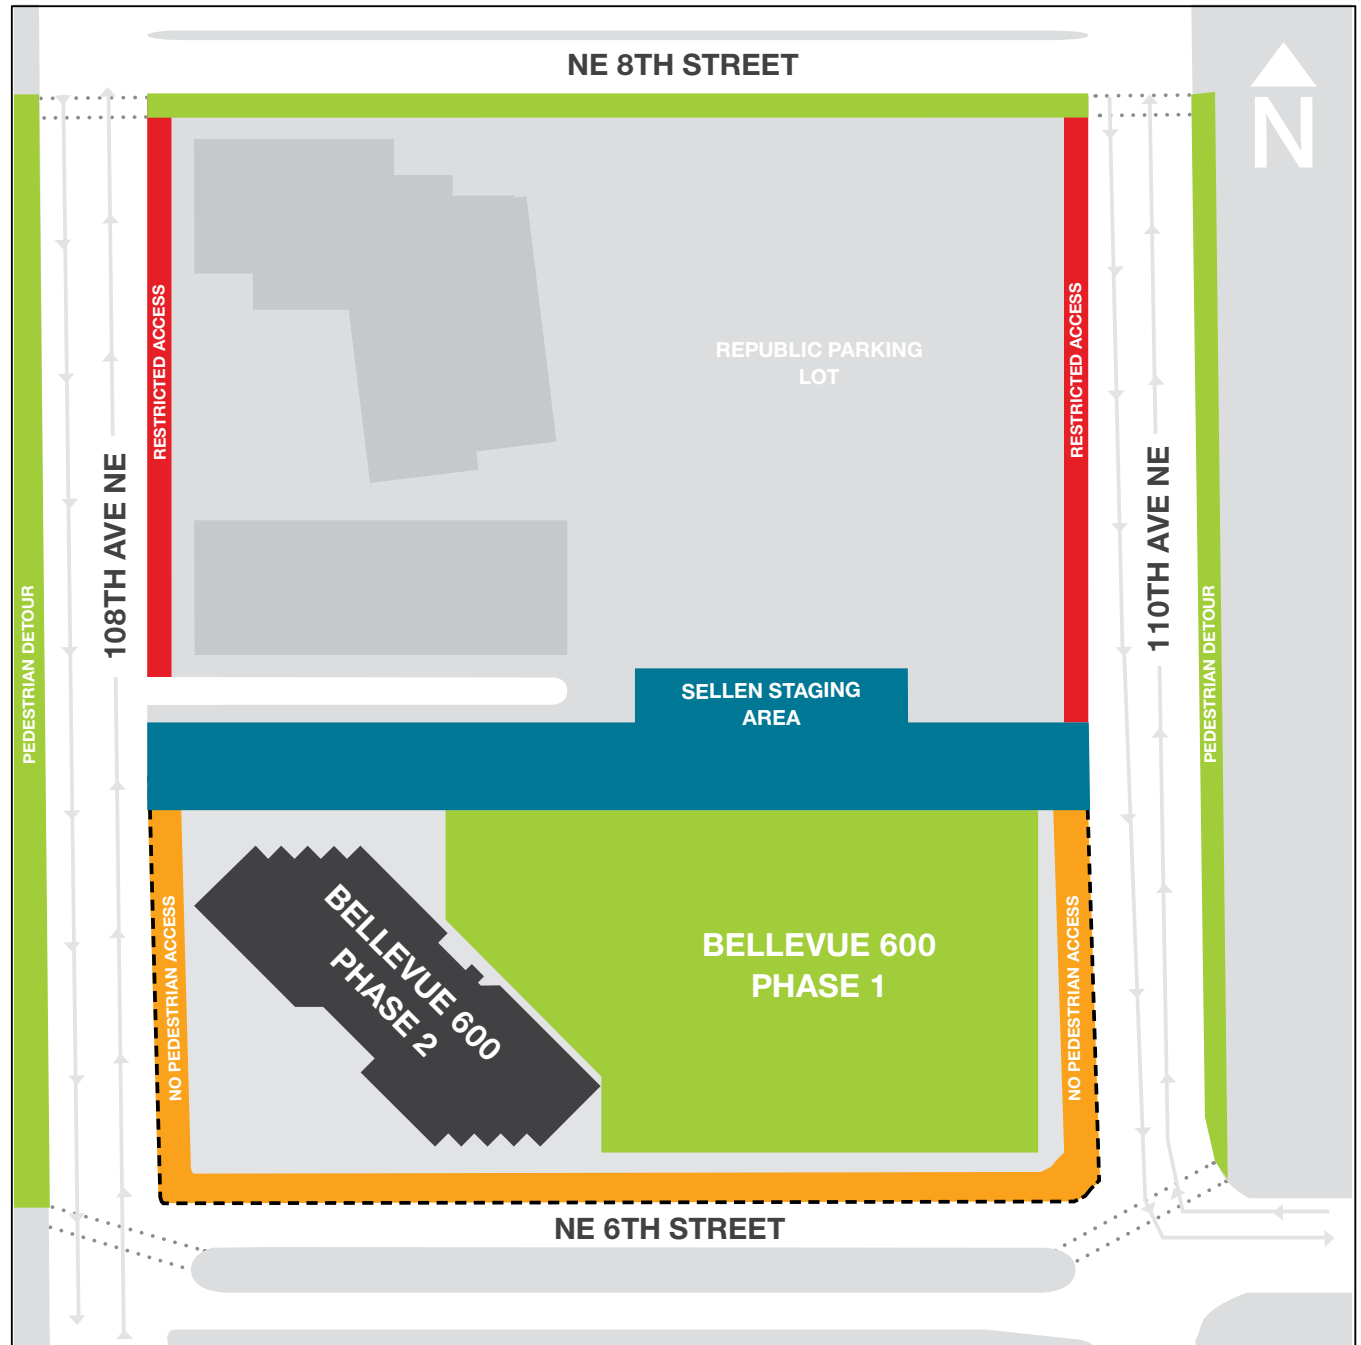 NE 8TH STREET
N
RESTRICTED ACCESS
RESTRICTED ACCESS
REPUBLIC PARKING
LOT
108TH AVE NE
110TH AVE NE
PEDESTRIAN DETOUR
PEDESTRIAN DETOUR
SELLEN STAGING
AREA
NO PEDESTRIAN ACCESS
BELLEVUE 600
PHASE 2
BELLEVUE 600
PHASE 1
NO PEDESTRIAN ACCESS
NE 6TH STREET